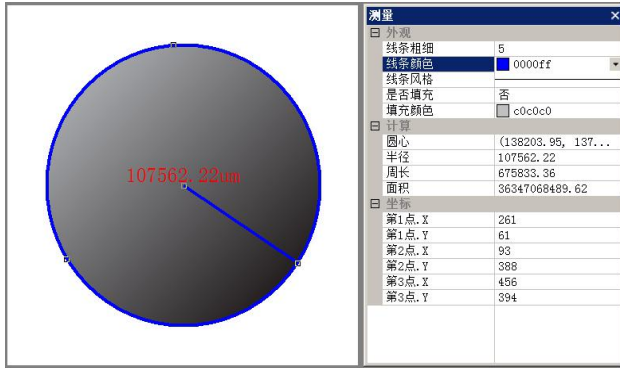 107562.22um
测量
外观
线条粗细 5
线条颜色 0000ff
线条风格
是否填充 否
填充颜色 c0c0c0
计算
圆心 (138203.95, 137...
半径 107562.22
周长 675833.36
面积 36347068489.62
坐标
第1点.X 261
第1点.Y 61
第2点.X 93
第2点.Y 388
第3点.X 456
第3点.Y 394